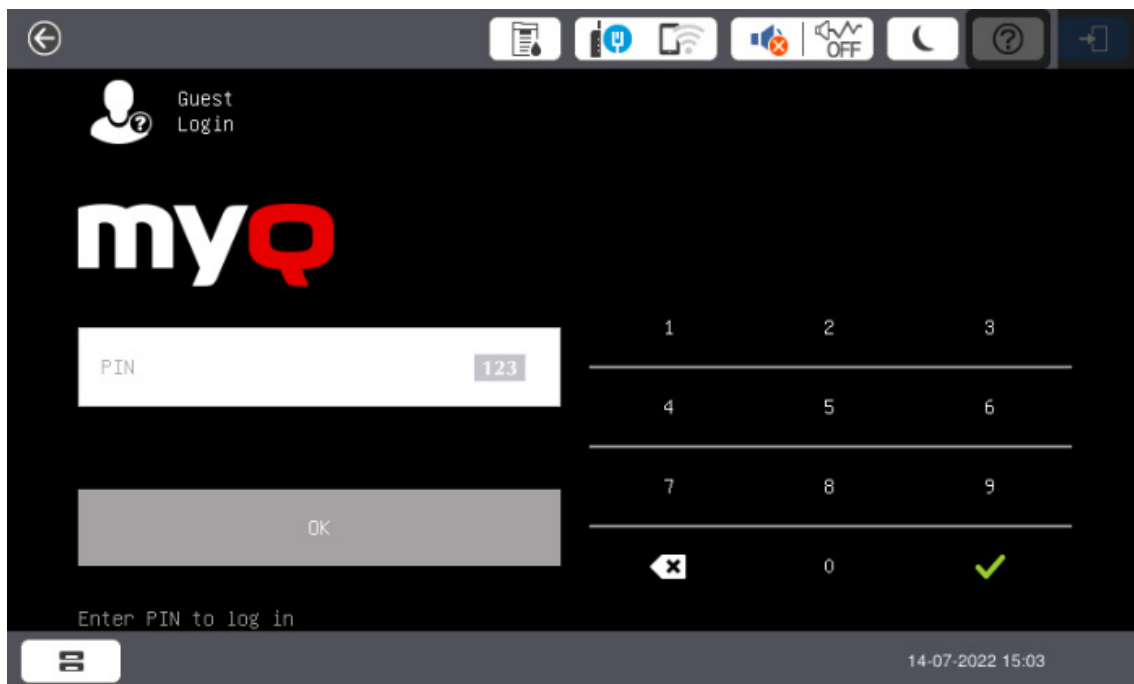 OFF
Guest
Login
myQ
PIN 123
1 2 3
4 5 6
7 8 9
OK
0
Enter PIN to log in
14-07-2022 15:03